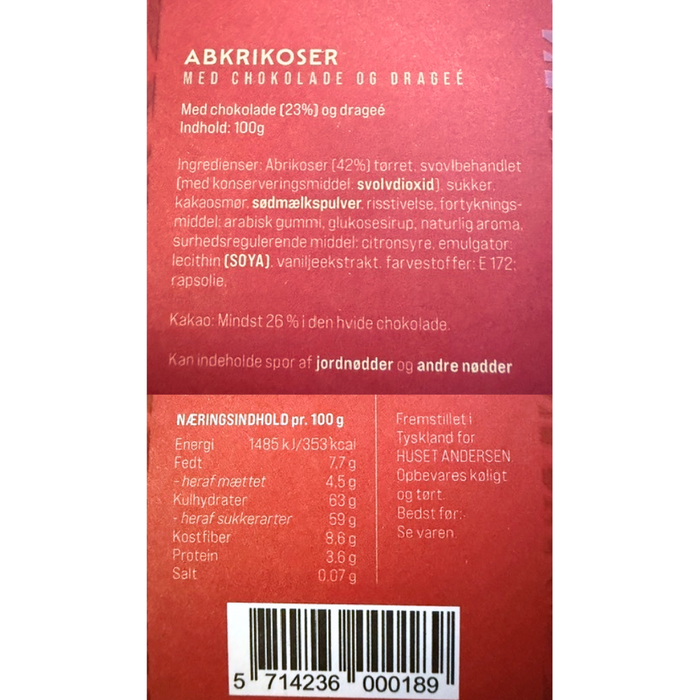 ABKRIKOSER
MED CHOKOLADE OG DRAGEÉ
Med chokolade (23%) og drageé
Indhold: 100g
Ingredienser: Abrikoser (42%) tørret, svovlbehandlet
(med konserveringsmiddel: svolvdioxid), sukker,
kakaosmør, sødmælkspulver, risstivelse, fortyknings-
middel: arabisk gummi, glukosesirup, naturlig aroma,
surhedsregulerende middel: citronsyre, emulgator:
lecithin (SOYA), vaniljeekstrakt, farvestoffer: E 172;
rapsolie.
Kakao: Mindst 26 % i den hvide chokolade.
Kan indeholde spor af jordnødder og andre nødder
NÆRINGSINDHOLD pr. 100 g
Energi 1485 kJ/353 kcal
Fedt 7,7 g
- heraf mættet 4,5 g
Kulhydrater 63 g
- heraf sukkerarter 59 g
Kostfiber 8,6 g
Protein 3.6 g
Salt 0,07 g
Fremstillet i
Tyskland for
HUSET ANDERSEN
Opbevares køligt
og tørt.
Bedst før:
Se varen.
5 714236 000189